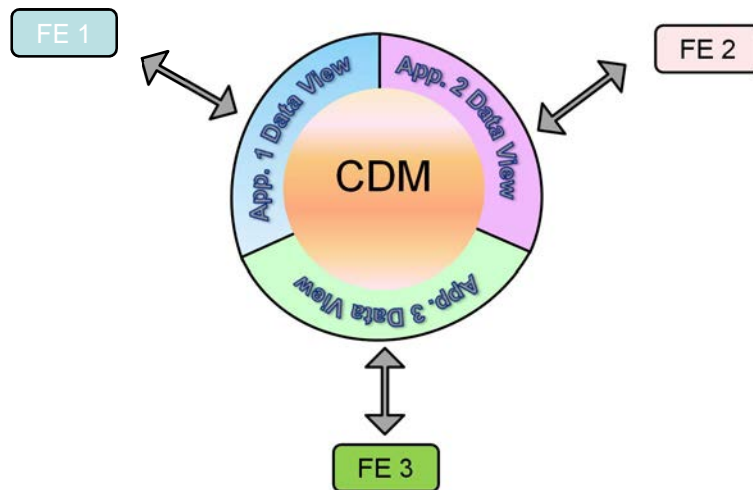 FE 1
FE 2
App. 1 Data View
App. 2 Data View
CDM
App. 3 Data View
FE 3